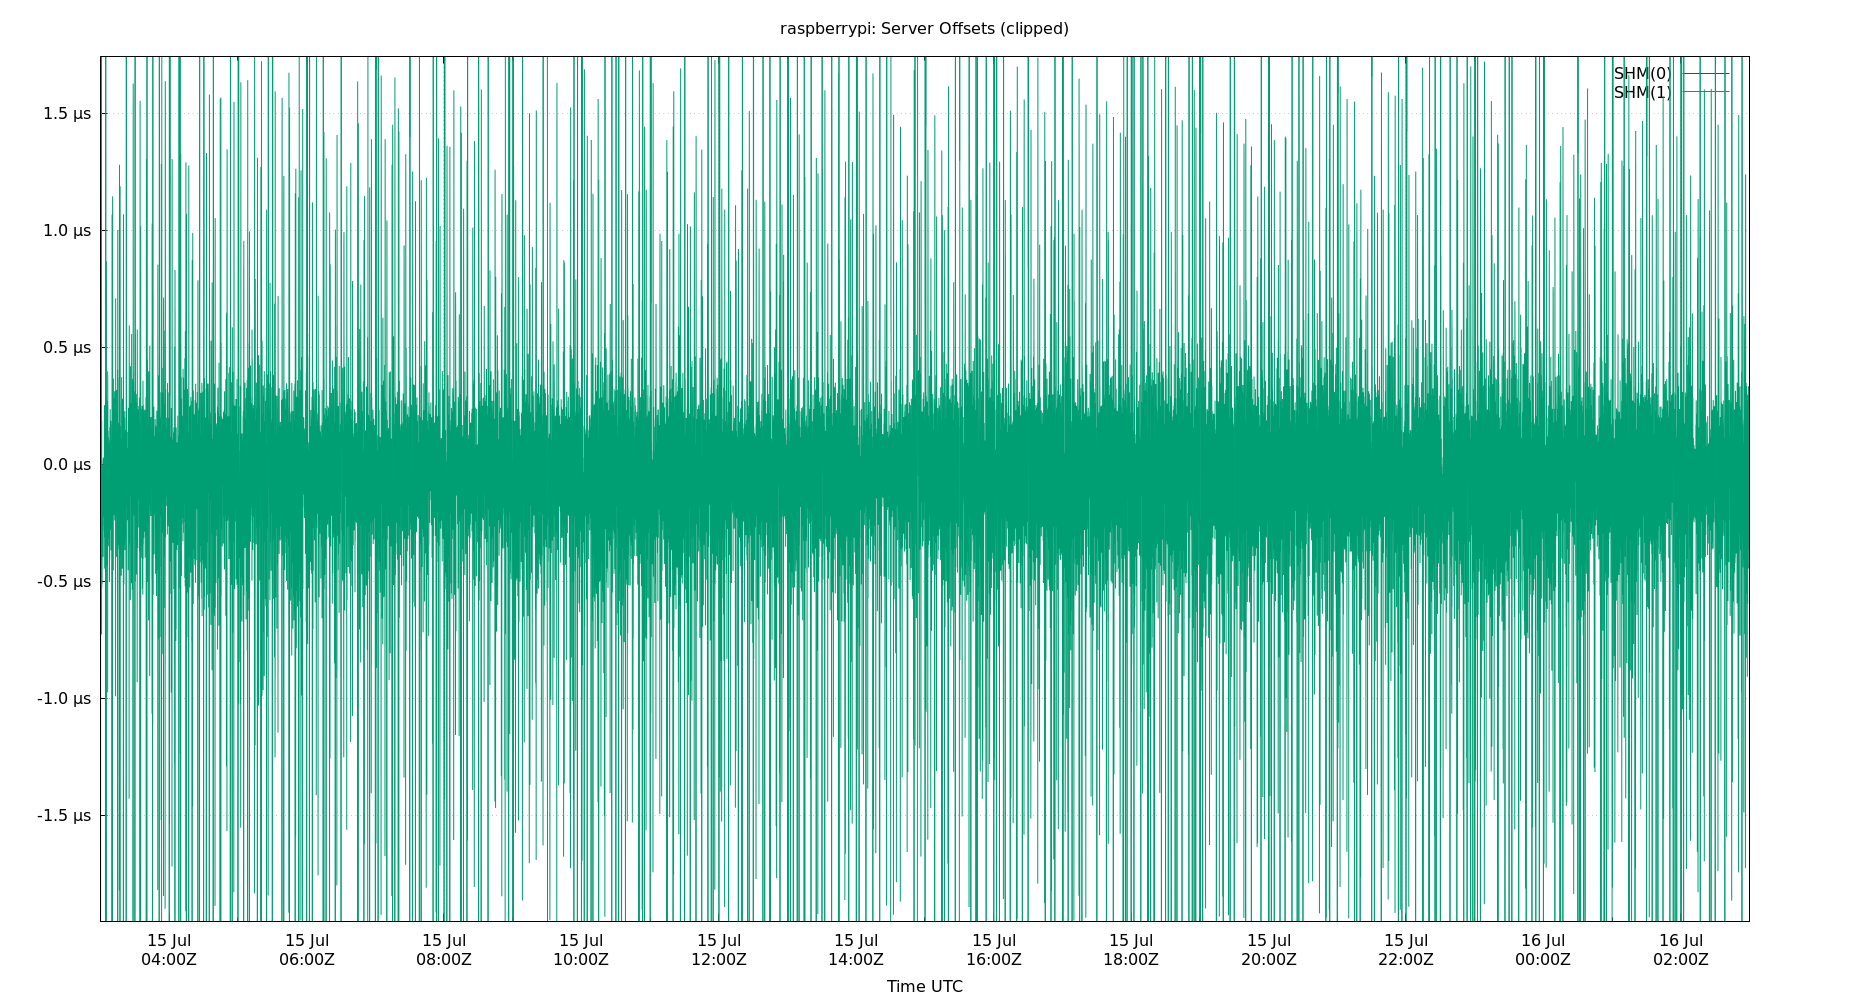 raspberrypi: Server Offsets (clipped)
SHM(0)
SHM(1)
1.5 µs
1.0 µs
0.5 µs
0.0 µs
-0.5 µs
-1.0 µs
-1.5 µs
15 Jul 15 Jul 15 Jul 15 Jul 15 Jul 15 Jul 15 Jul 15 Jul 15 Jul 15 Jul 16 Jul 16 Jul
04:00Z 06:00Z 08:00Z 10:00Z 12:00Z 14:00Z 16:00Z 18:00Z 20:00Z 22:00Z 00:00Z 02:00Z
Time UTC